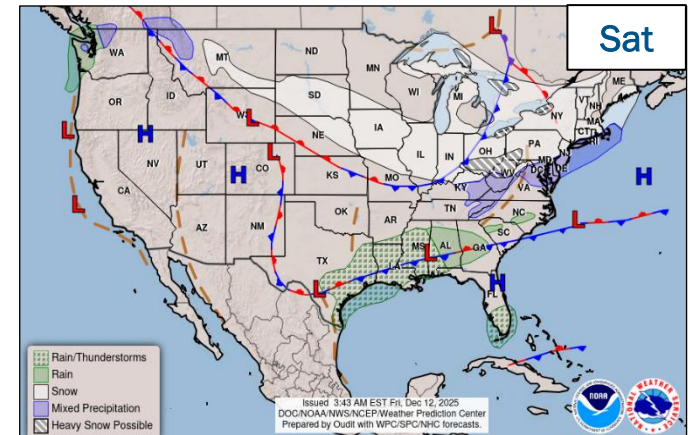 Sat
L
WA
MT
ND
MN
ME
OR
ID
WY
L
SD
WI
MI
VT
NH
NY
MA
CT
RI
L
H
NV
UT
H
L
CO
NE
IA
IL
IN
OH
PA
NJ
MD
DE
DC
WV
VA
H
L
CA
KS
MO
KY
AZ
NM
OK
AR
TN
NC
SC
L
TX
LA
MS
L
AL
GA
L
H
FL
Rain/Thunderstorms
Rain
Snow
Mixed Precipitation
Heavy Snow Possible
Issued 3:43 AM EST Fri, Dec 12, 2025
DOC/NOAA/NWS/NCEP/Weather Prediction Center
Prepared by Oudit with WPC/SPC/NHC forecasts.
NOAA